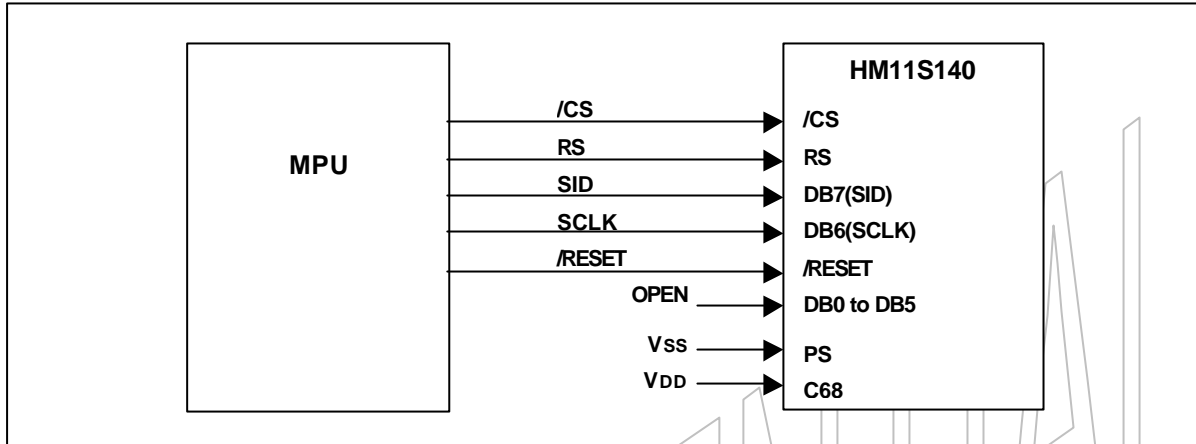 HM11S140
MPU
/CS
/CS
RS
RS
SID
DB7(SID)
SCLK
DB6(SCLK)
/RESET
/RESET
OPEN
DB0 to DB5
VSS
PS
VDD
C68